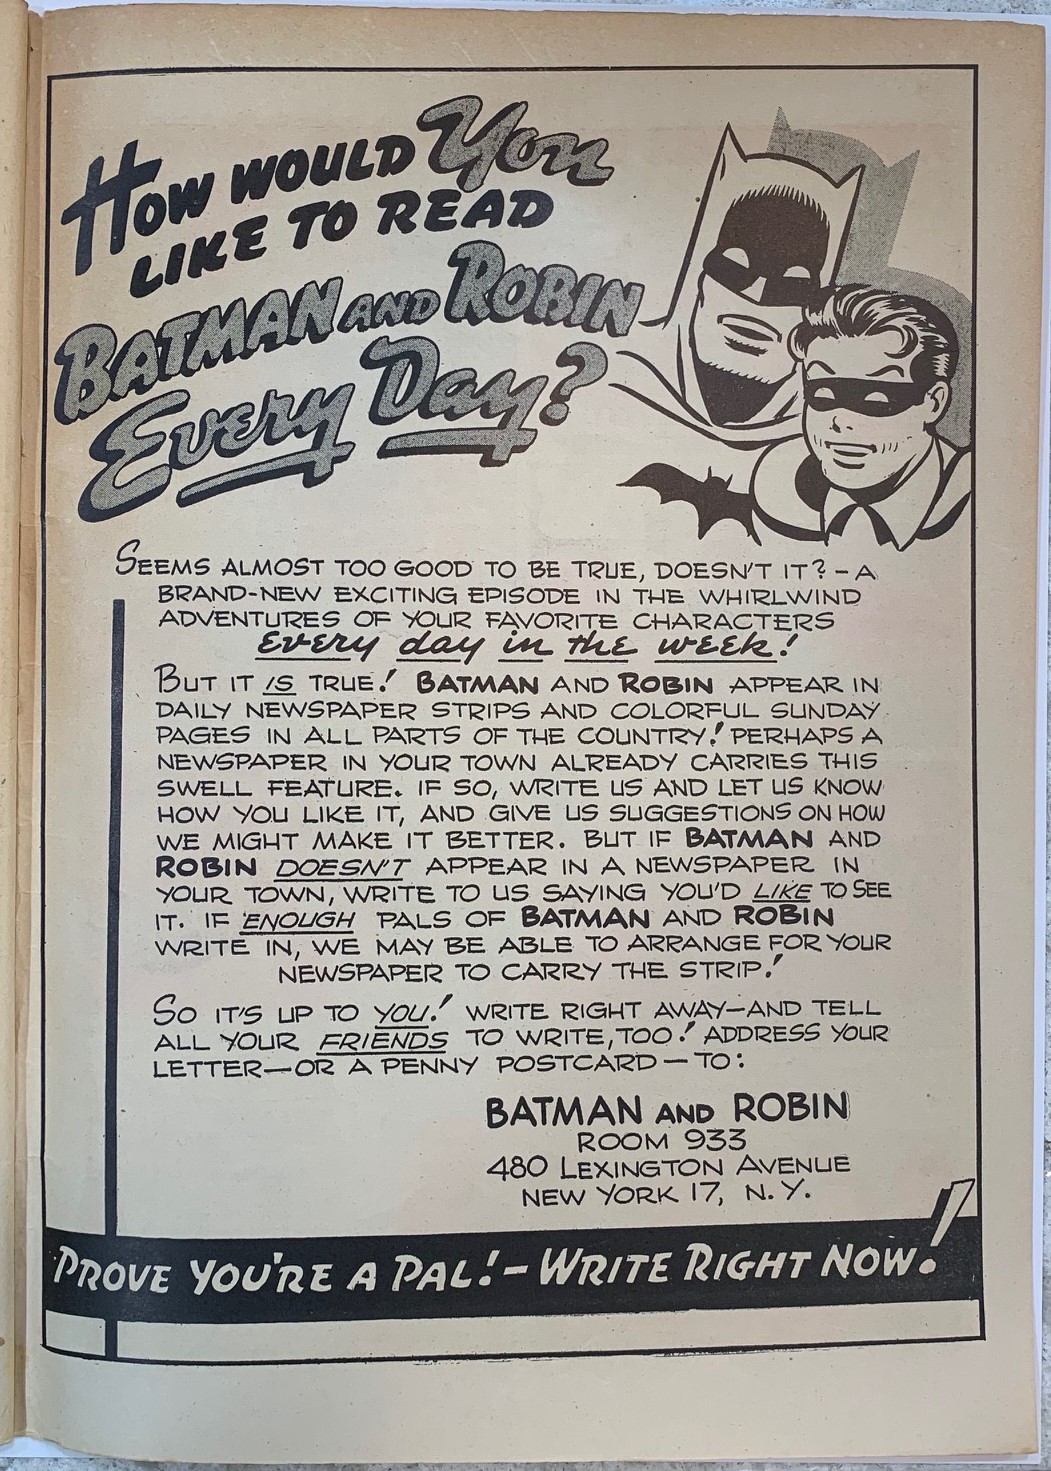 How WOULD You
LIKE TO READ
BATMAN AND ROBIN
Every Day?
SEEMS ALMOST TOO GOOD TO BE TRUE, DOESN'T IT? - A
BRAND-NEW EXCITING EPISODE IN THE WHIRLWIND
ADVENTURES OF YOUR FAVORITE CHARACTERS
Every day in the week!
BUT IT IS TRUE! BATMAN AND ROBIN APPEAR IN
DAILY NEWSPAPER STRIPS AND COLORFUL SUNDAY
PAGES IN ALL PARTS OF THE COUNTRY! PERHAPS A
NEWSPAPER IN YOUR TOWN ALREADY CARRIES THIS
SWELL FEATURE. IF SO, WRITE US AND LET US KNOW
HOW YOU LIKE IT, AND GIVE US SUGGESTIONS ON HOW
WE MIGHT MAKE IT BETTER. BUT IF BATMAN AND
ROBIN DOESN'T APPEAR IN A NEWSPAPER IN
YOUR TOWN, WRITE TO US SAYING YOU'D LIKE TO SEE
IT. IF ENOUGH PALS OF BATMAN AND ROBIN
WRITE IN, WE MAY BE ABLE TO ARRANGE FOR YOUR
NEWSPAPER TO CARRY THE STRIP!
SO IT'S UP TO YOU! WRITE RIGHT AWAY—AND TELL
ALL YOUR FRIENDS TO WRITE, TOO! ADDRESS YOUR
LETTER—OR A PENNY POSTCARD—TO:
BATMAN AND ROBIN
ROOM 933
480 LEXINGTON AVENUE
NEW YORK 17, N.Y.
PROVE YOU'RE A PAL! - WRITE RIGHT NOW!